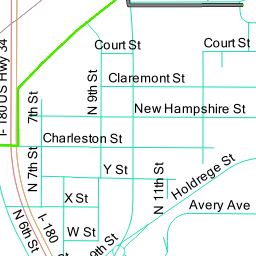 Court St
Court St
I- 180 US Hwy 34
Claremont St
N 9th St
7th St
New Hampshire St
Charleston St
N 7th St
Y St
N 11th St
Holdrege St
X St
Avery Ave
N 6th St
I- 180
W St
9th St